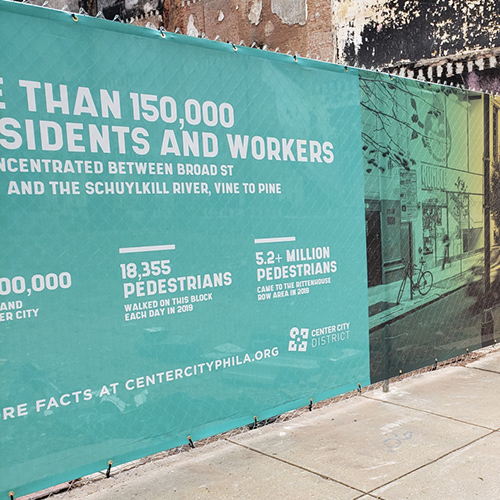 E THAN 150,000
SIDENTS AND WORKERS
NCENTRATED BETWEEN BROAD ST
AND THE SCHUYLKILL RIVER, VINE TO PINE
00,000
AND
ER CITY
18,355
PEDESTRIANS
WALKED ON THIS BLOCK
EACH DAY IN 2019
5.2+ MILLION
PEDESTRIANS
CAME TO THE RITTENHOUSE
ROW AREA IN 2018
CENTER CITY
DISTRICT
RE FACTS AT CENTERCITYPHILA.ORG